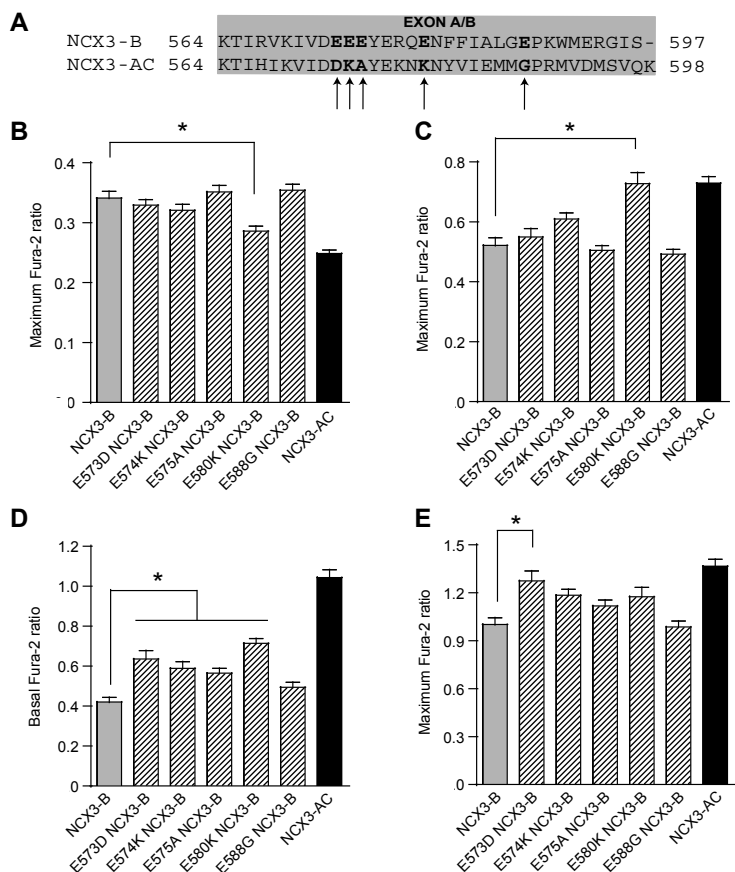 A
EXON A/B
NCX3-B 564 KTIRVKIVDEEEYERQENFFIALGEPKWMERGIS- 597
NCX3-AC 564 KTIHIKVIDDKAYEKNKNYVIEMMGPRMVDMSVQK 598
B
*
Maximum Fura-2 ratio
0.4
0.3
0.2
0.1
- 0
NCX3-B
E573D NCX3-B
E574K NCX3-B
E575A NCX3-B
E580K NCX3-B
E588G NCX3-B
NCX3-AC
C
*
Maximum Fura-2 ratio
0.8
0.6
0.4
0.2
.0
NCX3-B
E573D NCX3-B
E574K NCX3-B
E575A NCX3-B
E580K NCX3-B
E588G NCX3-B
NCX3-AC
D
*
Basal Fura-2 ratio
1.2
1.0
0.8
0.6
0.4
0.2
0
NCX3-B
E573D NCX3-B
E574K NCX3-B
E575A NCX3-B
E580K NCX3-B
E588G NCX3-B
NCX3-AC
E
*
Maximum Fura-2 ratio
1.5
1.2
0.9
0.6
0.3
.0
NCX3-B
E573D NCX3-B
E574K NCX3-B
E575A NCX3-B
E580K NCX3-B
E588G NCX3-B
NCX3-AC